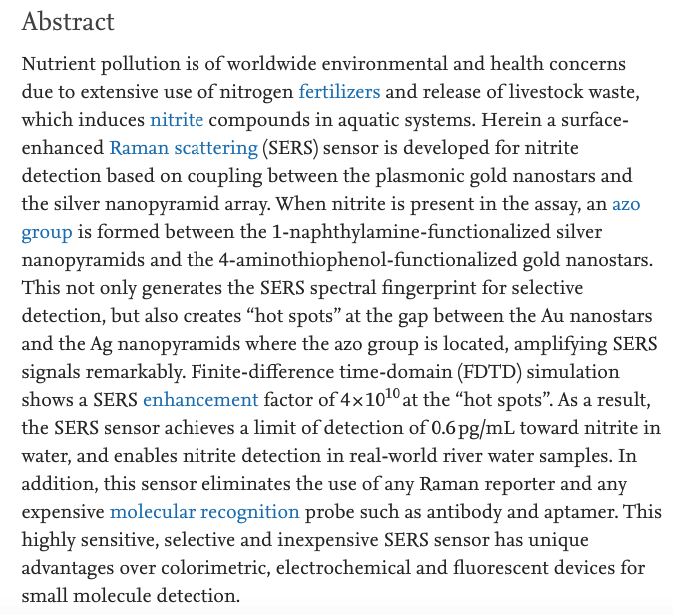 Abstract
Nutrient pollution is of worldwide environmental and health concerns
due to extensive use of nitrogen fertilizers and release of livestock waste,
which induces nitrite compounds in aquatic systems. Herein a surface-
enhanced Raman scattering (SERS) sensor is developed for nitrite
detection based on coupling between the plasmonic gold nanostars and
the silver nanopyramid array. When nitrite is present in the assay, an azo
group is formed between the 1-naphthylamine-functionalized silver
nanopyramids and the 4-aminothiophenol-functionalized gold nanostars.
This not only generates the SERS spectral fingerprint for selective
detection, but also creates “hot spots” at the gap between the Au nanostars
and the Ag nanopyramids where the azo group is located, amplifying SERS
signals remarkably. Finite-difference time-domain (FDTD) simulation
shows a SERS enhancement factor of 4×10¹⁰ at the “hot spots”. As a result,
the SERS sensor achieves a limit of detection of 0.6 pg/mL toward nitrite in
water, and enables nitrite detection in real-world river water samples. In
addition, this sensor eliminates the use of any Raman reporter and any
expensive molecular recognition probe such as antibody and aptamer. This
highly sensitive, selective and inexpensive SERS sensor has unique
advantages over colorimetric, electrochemical and fluorescent devices for
small molecule detection.